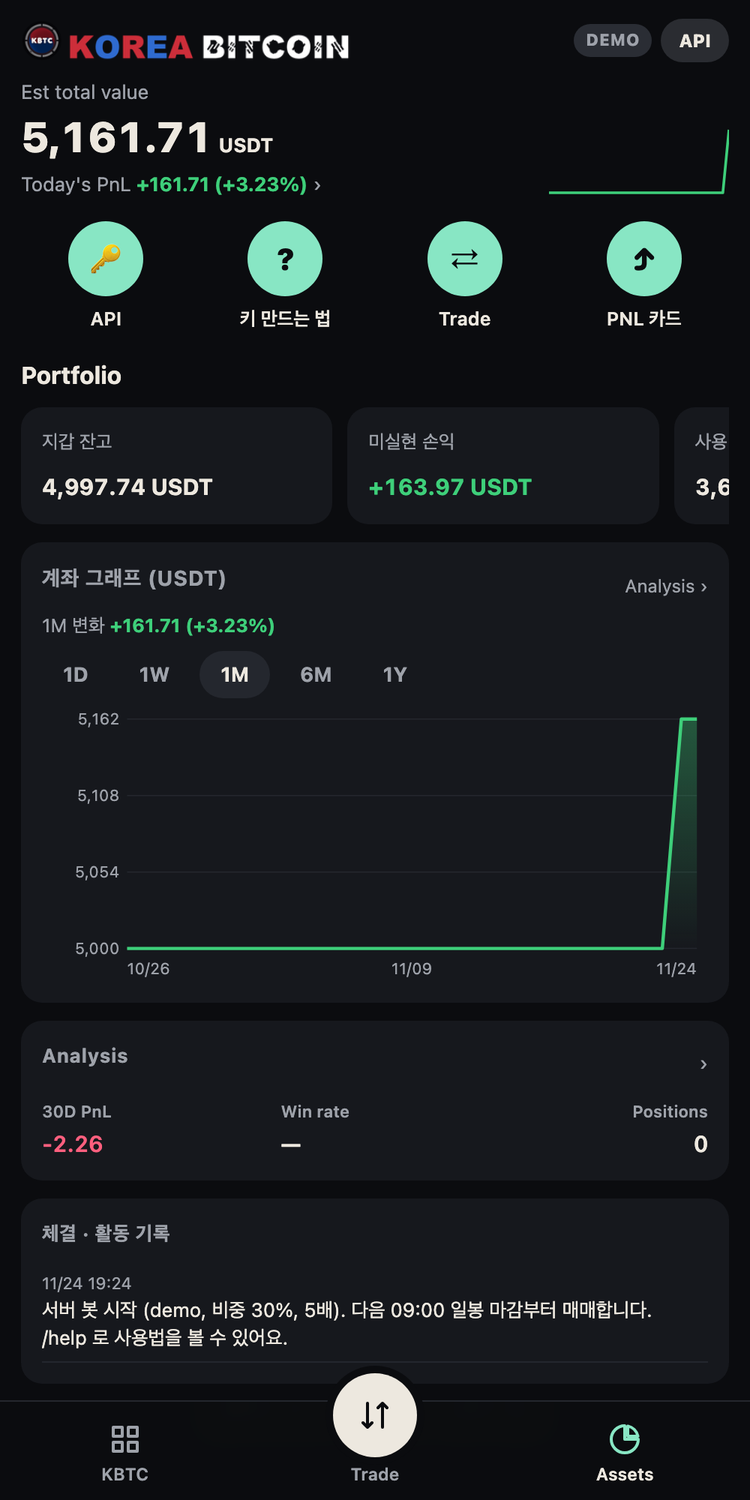 KBTC KOREA BITCOIN DEMO API
Est total value
5,161.71 USDT
Today's PnL +161.71 (+3.23%) ›
API 키 만드는 법 Trade PNL 카드
Portfolio
지갑 잔고 미실현 손익 사용
4,997.74 USDT +163.97 USDT 3,6
계좌 그래프 (USDT)
Analysis ›
1M 변화 +161.71 (+3.23%)
1D 1W 1M 6M 1Y
5,162
5,108
5,054
5,000
10/26 11/09 11/24
Analysis ›
30D PnL Win rate Positions
-2.26 — 0
체결 · 활동 기록
11/24 19:24
서버 봇 시작 (demo, 비중 30%, 5배). 다음 09:00 일봉 마감부터 매매합니다.
/help 로 사용법을 볼 수 있어요.
KBTC Trade Assets